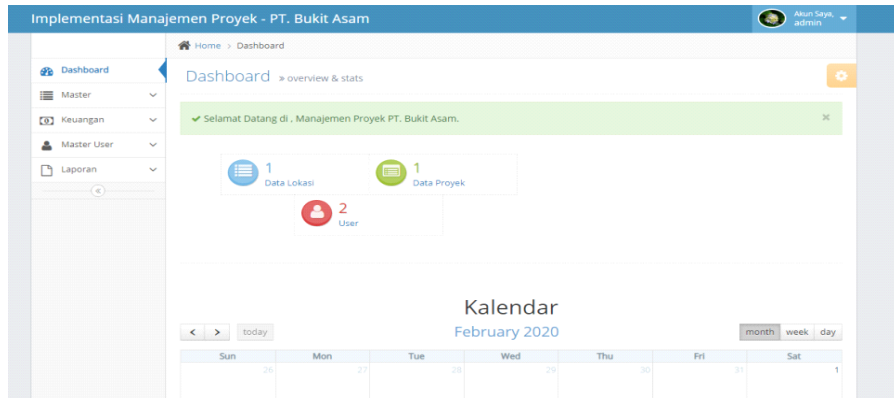 Implementasi Manajemen Proyek - PT. Bukit Asam
Akun Saya,
admin
Home > Dashboard
Dashboard
Master
Keuangan
Master User
Laporan
Dashboard » overview & stats
Selamat Datang di , Manajemen Proyek PT. Bukit Asam.
1
Data Lokasi
1
Data Proyek
2
User
Kalendar
today
February 2020
month week day
Sun Mon Tue Wed Thu Fri Sat
26 27 28 29 30 31 1